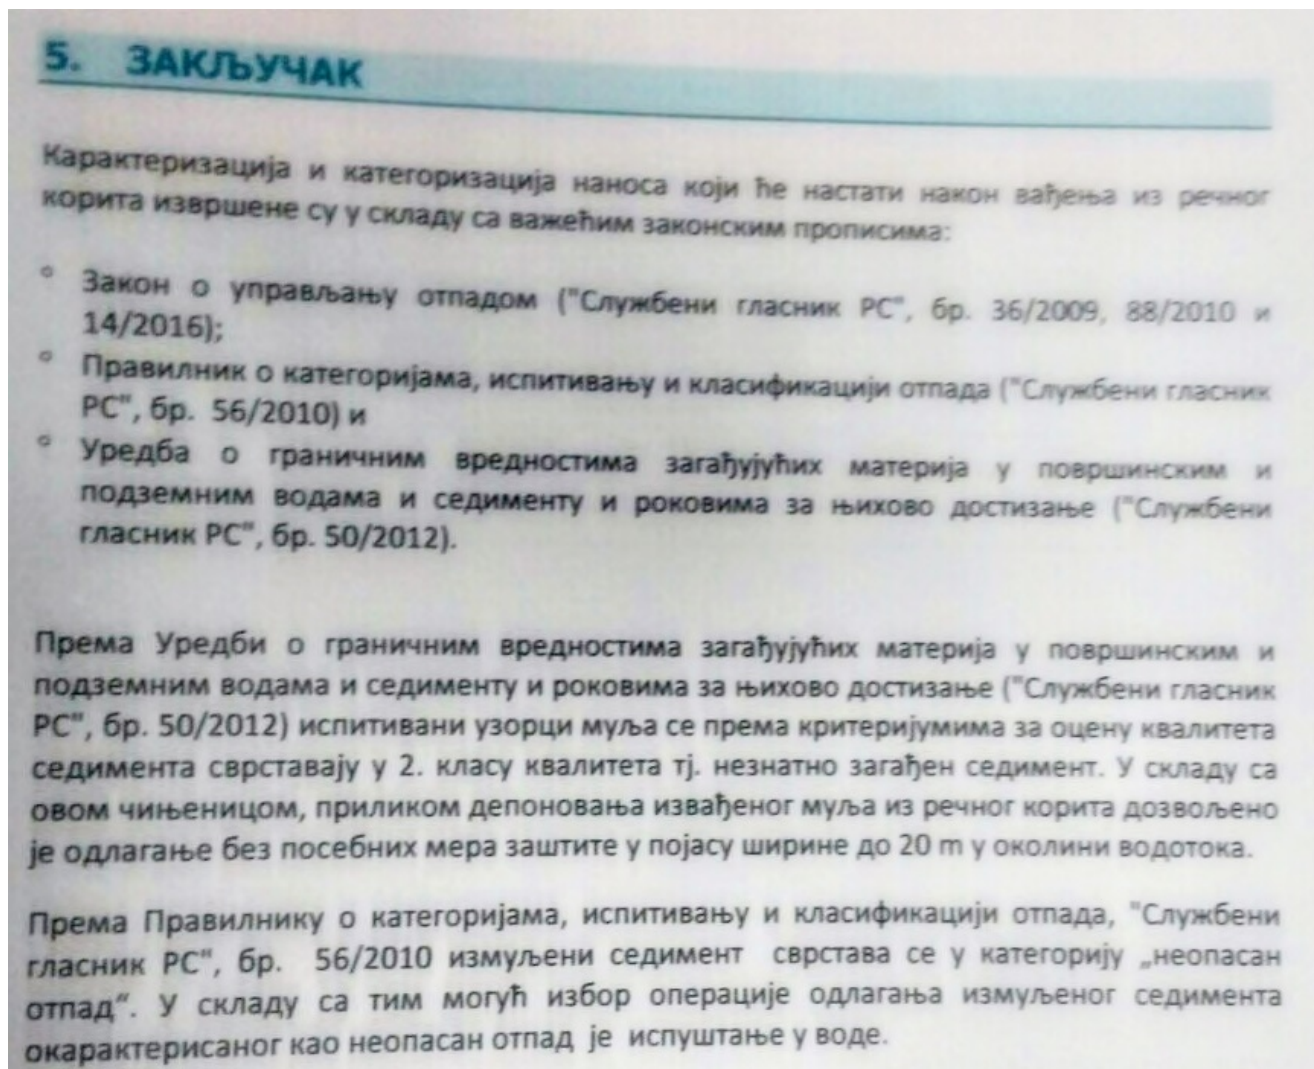 5. ЗАКЉУЧАК
Карактеризација и категоризација наноса који ће настати након вађења из речног
корита извршене су у складу са важећим законским прописима:
° Закон о управљању отпадом ("Службени гласник РС", бр. 36/2009, 88/2010 и
14/2016);
° Правилник о категоријама, испитивању и класификацији отпада ("Службени гласник
РС", бр. 56/2010) и
° Уредба о граничним вредностима загађујућих материја у површинским и
подземним водама и седименту и роковима за њихово достизање ("Службени
гласник РС", бр. 50/2012).
Према Уредби о граничним вредностима загађујућих материја у површинским и
подземним водама и седименту и роковима за њихово достизање ("Службени гласник
РС", бр. 50/2012) испитивани узорци муља се према критеријумима за оцену квалитета
седимента сврставају у 2. класу квалитета тј. незнатно загађен седимент. У складу са
овом чињеницом, приликом депоновања извађеног муља из речног корита дозвољено
је одлагање без посебних мера заштите у појасу ширине до 20 m у околини водотока.
Према Правилнику о категоријама, испитивању и класификацији отпада, "Службени
гласник РС", бр. 56/2010 измуљени седимент сврстава се у категорију „неопасан
отпад“. У складу са тим могућ избор операције одлагања измуљеног седимента
окарактерисаног као неопасан отпад је испуштање у воде.